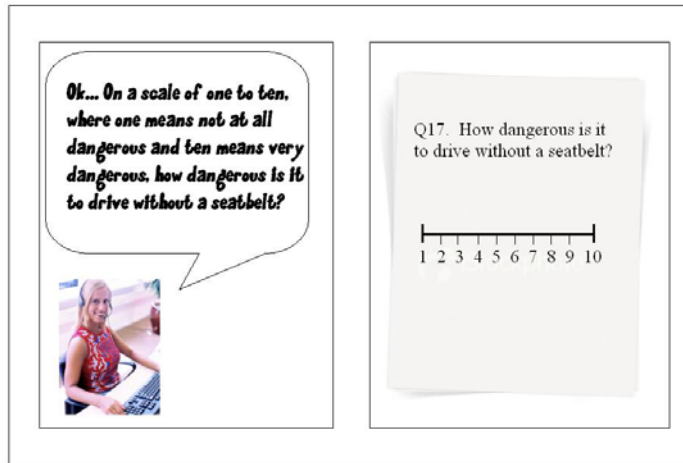 Ok... On a scale of one to ten,
where one means not at all
dangerous and ten means very
dangerous, how dangerous is it
to drive without a seatbelt?
Q17. How dangerous is it
to drive without a seatbelt?
1 2 3 4 5 6 7 8 9 10